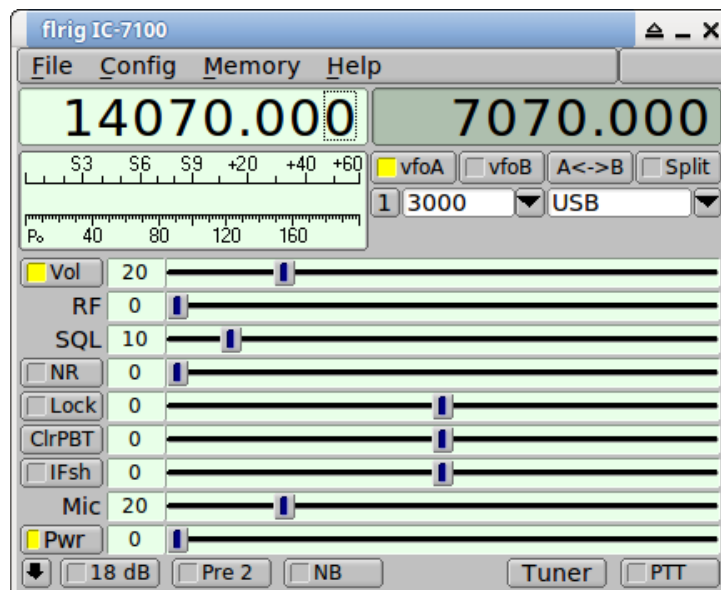 flrig IC-7100
File Config Memory Help
14070.000 7070.000
S3 S6 S9 +20 +40 +60
vfoA vfoB A<->B Split
1 3000 USB
Po 40 80 120 160
Vol 20
RF 0
SQL 10
NR 0
Lock 0
ClrPBT 0
IFsh 0
Mic 20
Pwr 0
18 dB Pre 2 NB Tuner PTT